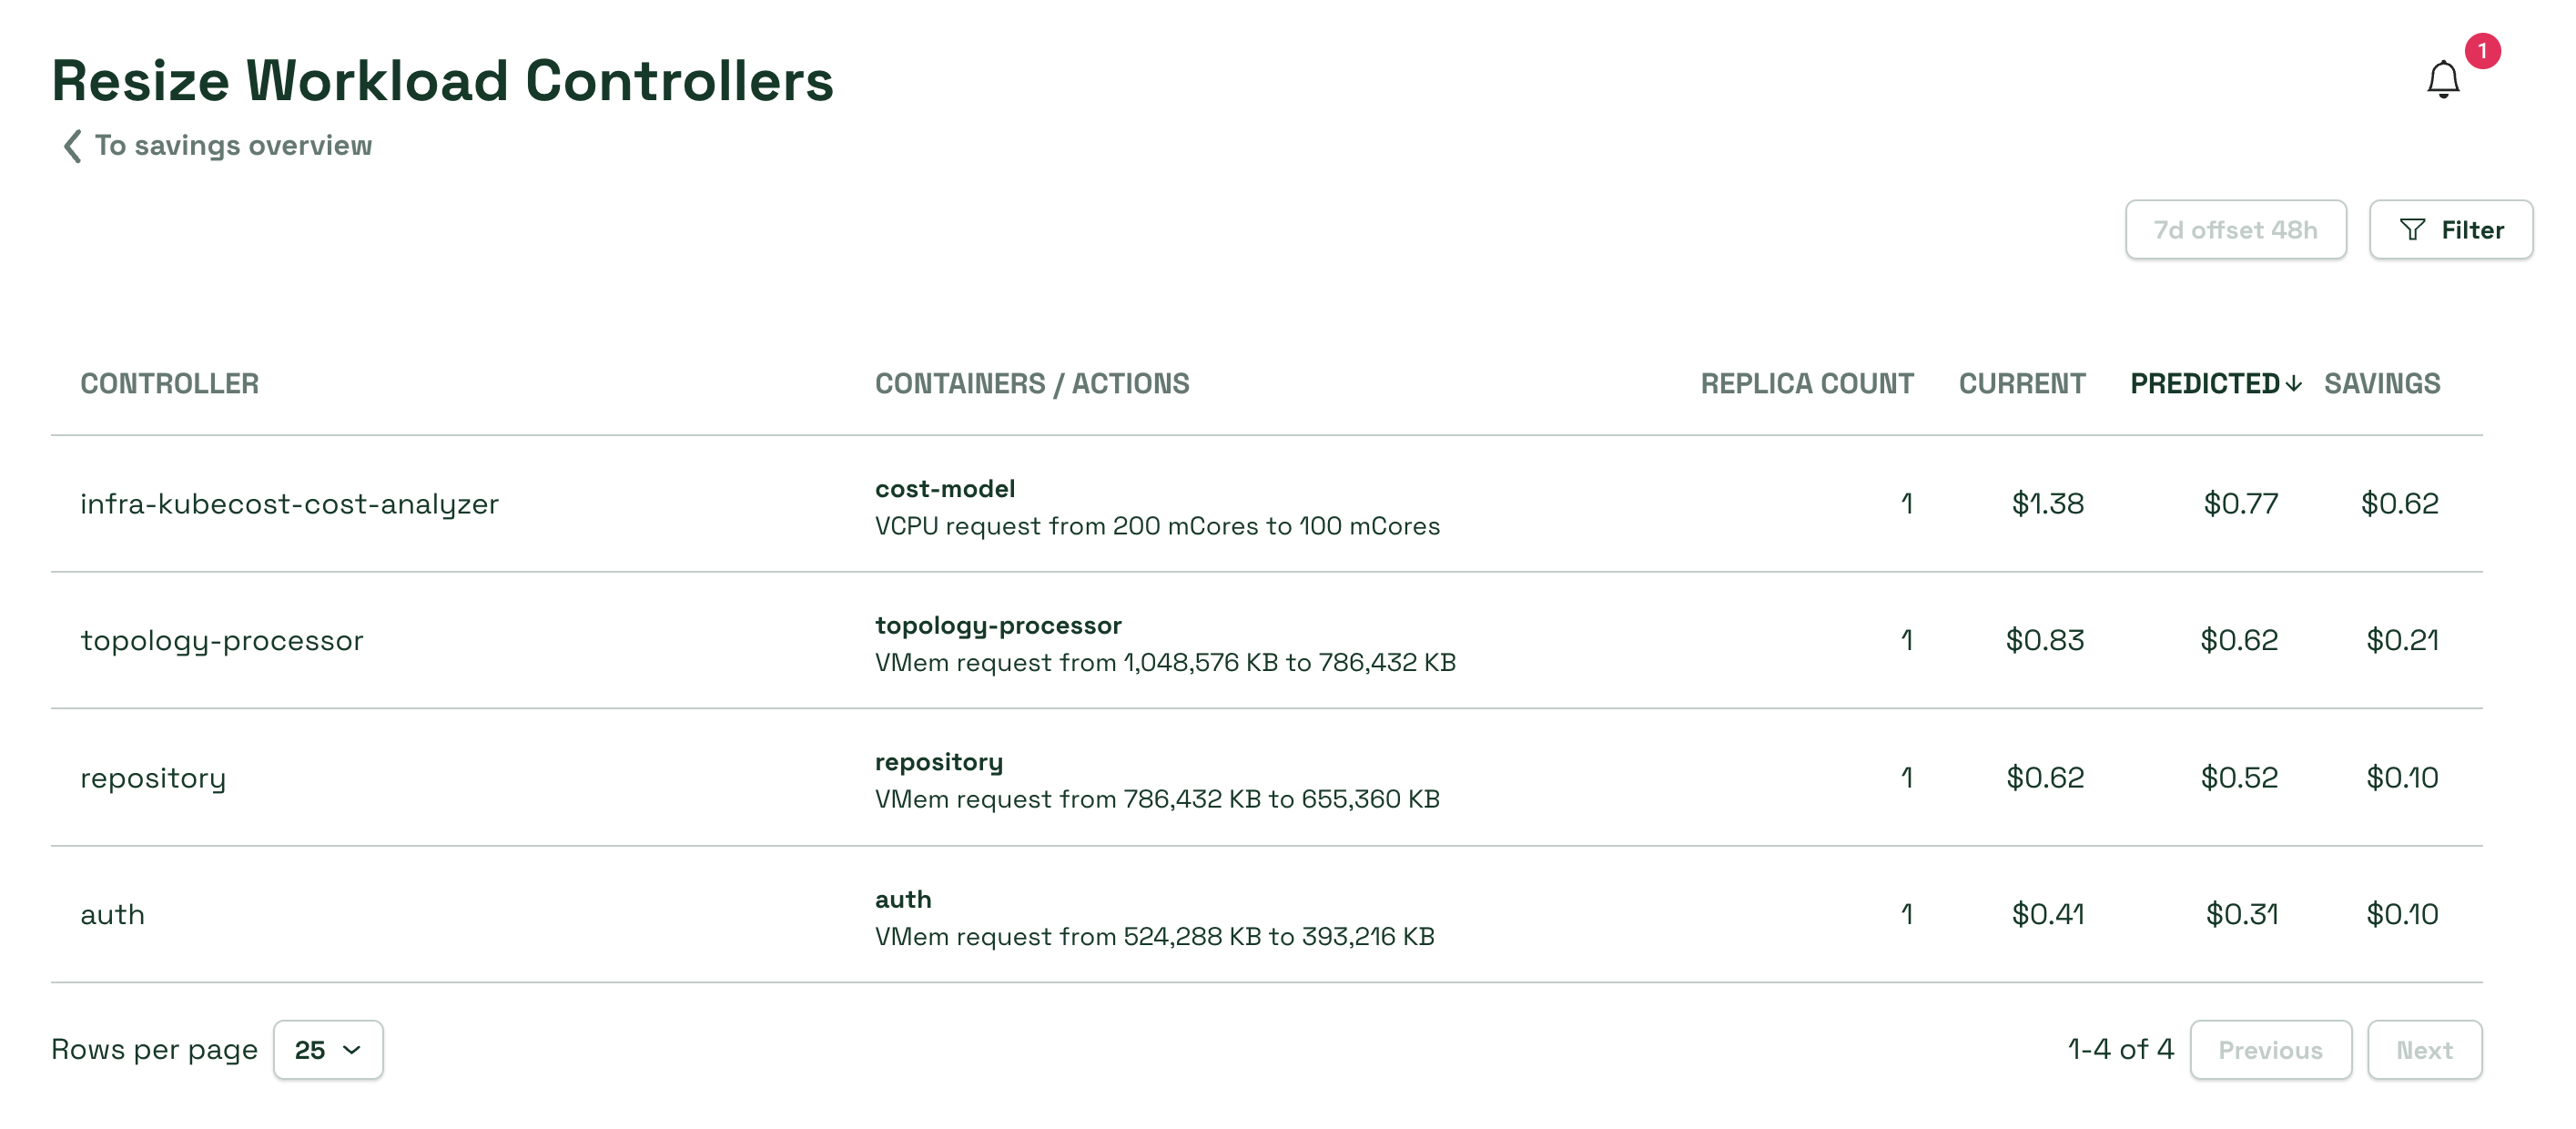 Resize Workload Controllers
1
To savings overview
7d offset 48h
Filter
CONTROLLER CONTAINERS / ACTIONS REPLICA COUNT CURRENT PREDICTED SAVINGS
infra-kubecost-cost-analyzer cost-model 1 $1.38 $0.77 $0.62
VCPU request from 200 mCores to 100 mCores
topology-processor topology-processor 1 $0.83 $0.62 $0.21
VMem request from 1,048,576 KB to 786,432 KB
repository repository 1 $0.62 $0.52 $0.10
VMem request from 786,432 KB to 655,360 KB
auth auth 1 $0.41 $0.31 $0.10
VMem request from 524,288 KB to 393,216 KB
Rows per page 25 1-4 of 4 Previous Next